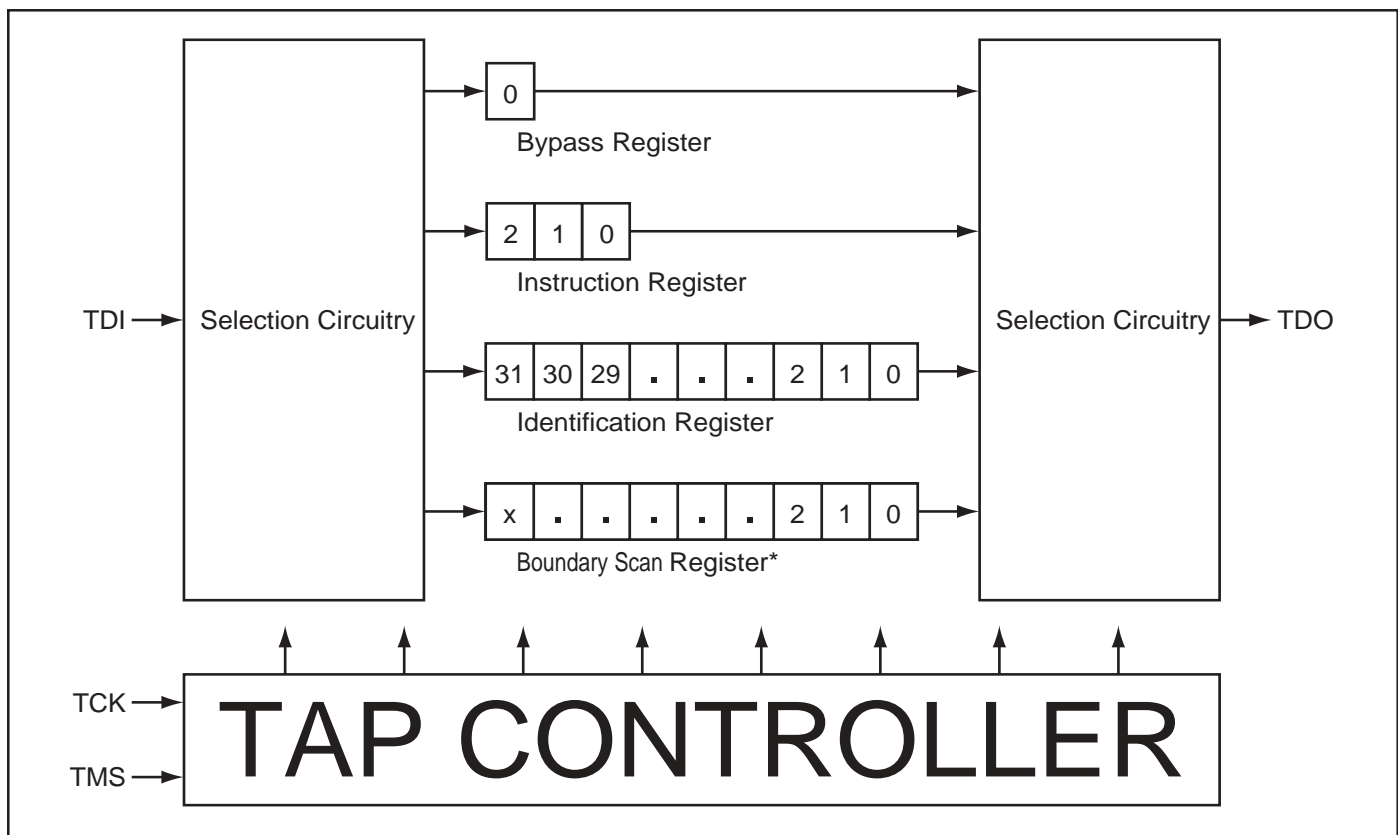 0
Bypass Register
2 1 0
Instruction Register
TDI
Selection Circuitry
Selection Circuitry
TDO
31 30 29 . . . 2 1 0
Identification Register
x . . . . . 2 1 0
Boundary Scan Register*
TCK
TMS
TAP CONTROLLER